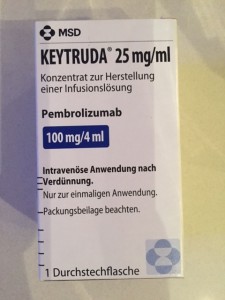 MSD
KEYTRUDA® 25 mg/ml
Konzentrat zur Herstellung
einer Infusionslösung
Pembrolizumab
100 mg/4 ml
Intravenöse Anwendung nach
Verdünnung.
Nur zur einmaligen Anwendung.
Packungsbeilage beachten.
1 Durchstechflasche